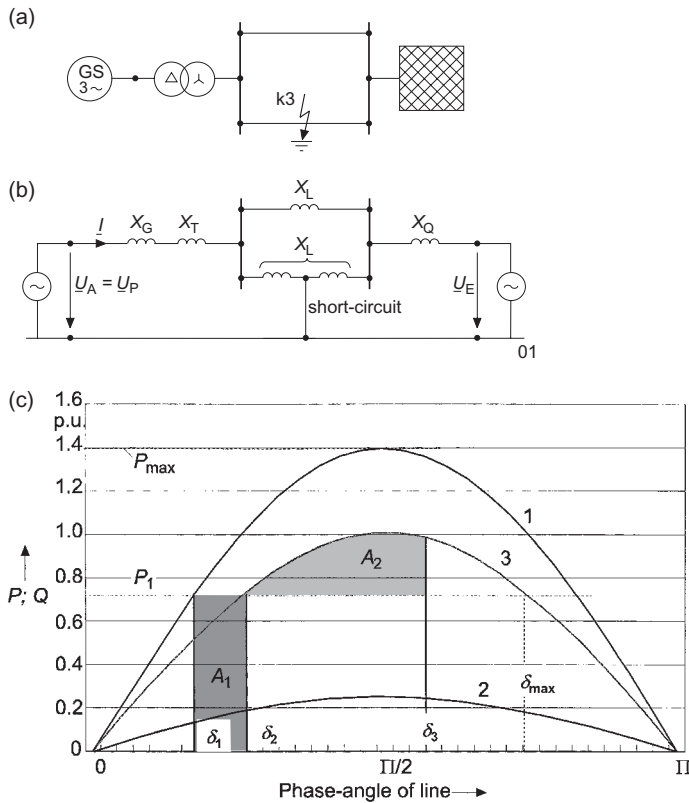 (a)
GS
3~
k3
(b)
X_L
I X_G X_T X_L X_Q
U_A = U_P
U_E
short-circuit
01
(c)
1.6
p.u.
1.4
P_max
1.2
1
1.0
3
A_2
0.8
P_1
P; Q
0.6
0.4
A_1
δ_max
2
0.2
δ_1 δ_2 δ_3
0
0 Π/2 Π
Phase-angle of line